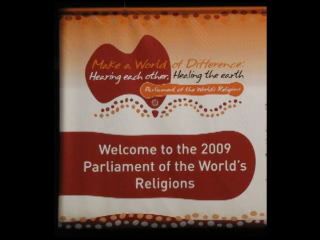 Make a World of Difference:
Hearing each other, Healing the earth
Parliament of the World's Religions
Welcome to the 2009
Parliament of the World's
Religions